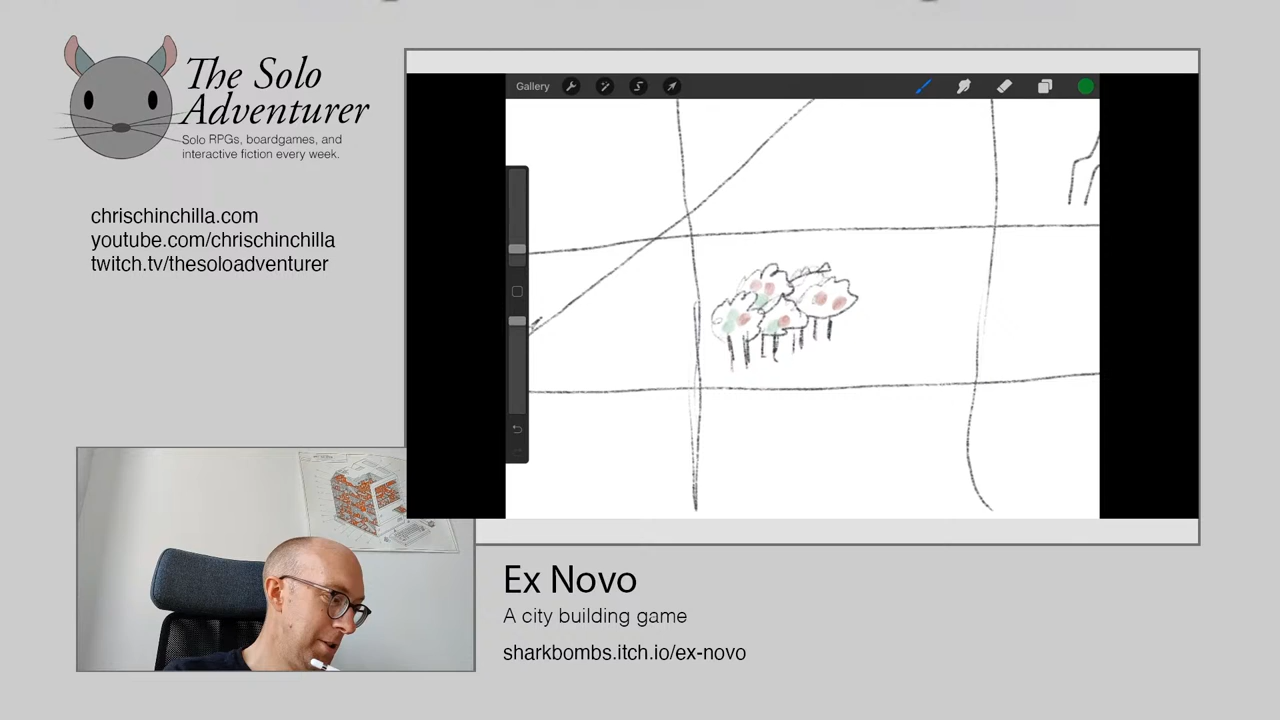 The Solo
Adventurer
Solo RPGs, boardgames, and
interactive fiction every week.
chrischinchilla.com
youtube.com/chrischinchilla
twitch.tv/thesoloadventurer
Gallery
Ex Novo
A city building game
sharkbombs.itch.io/ex-novo